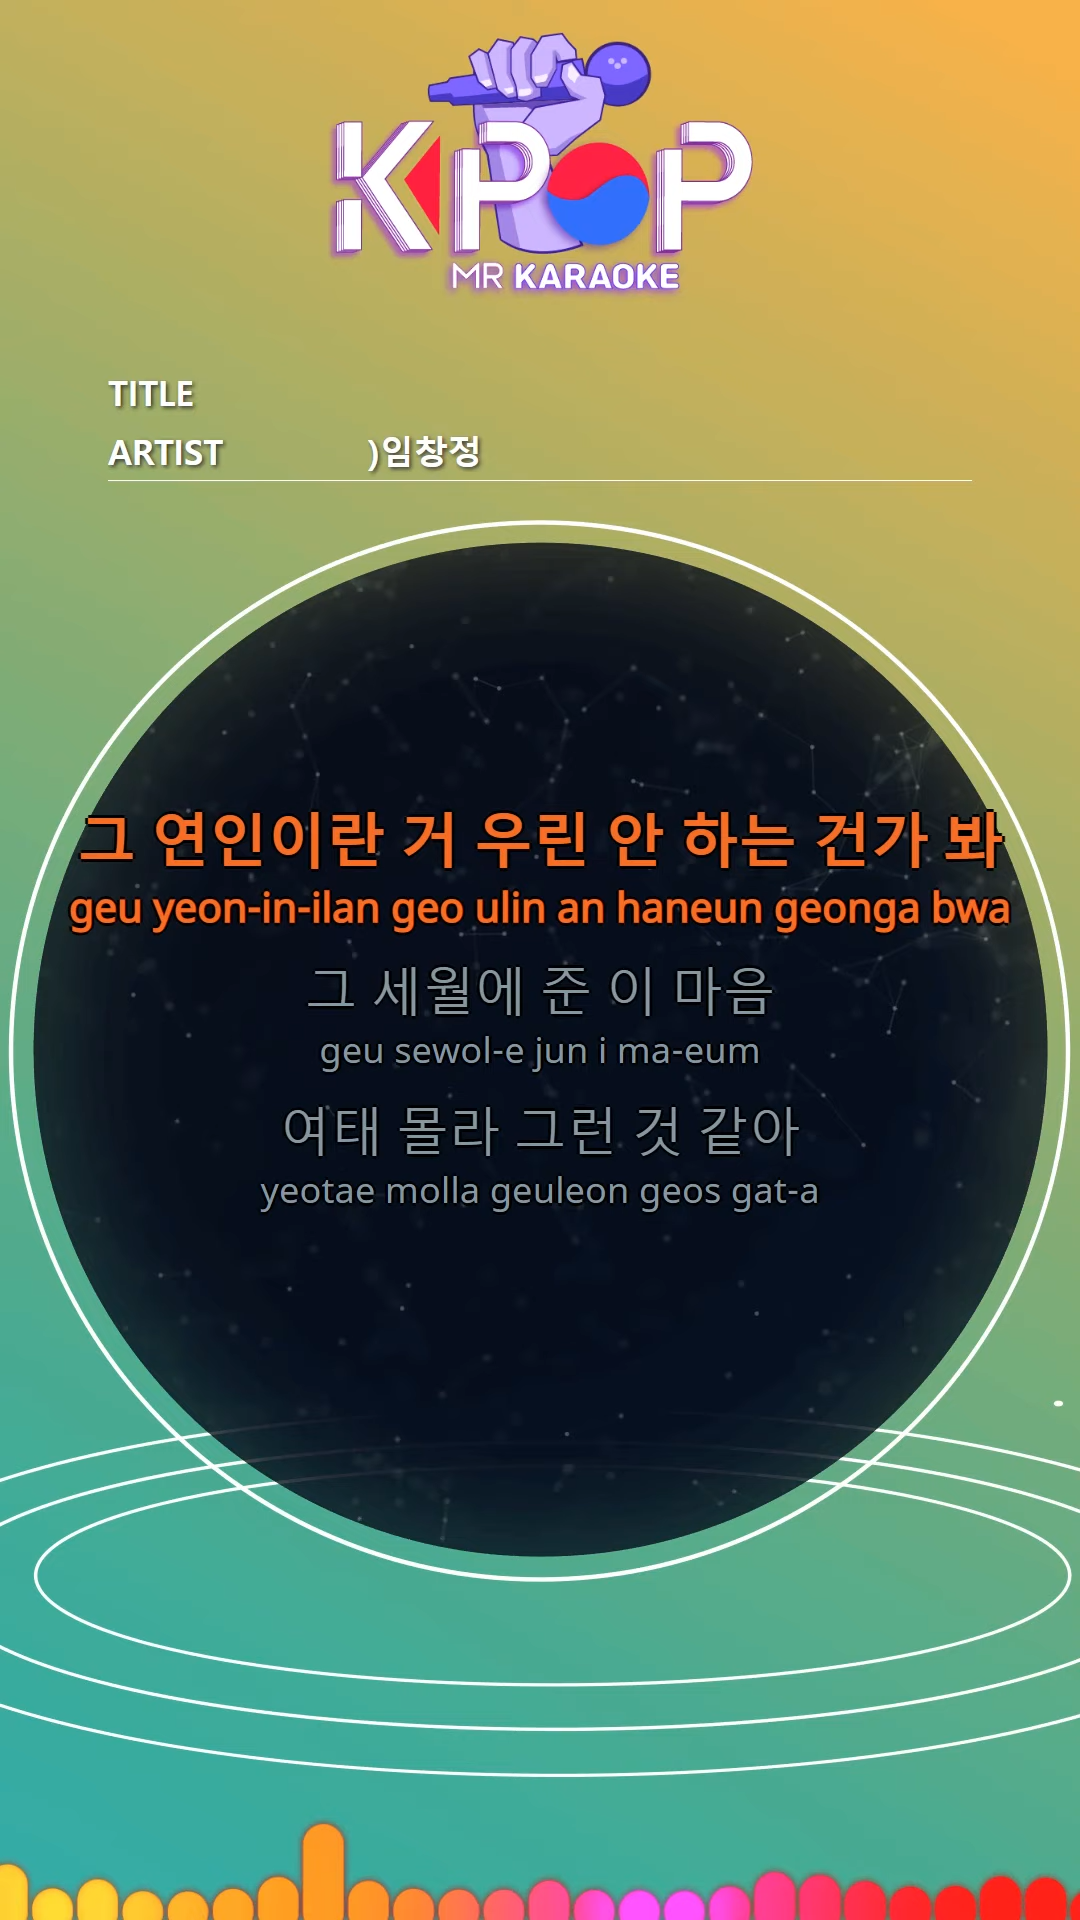 KPOP
MR KARAOKE
TITLE
ARTIST )임창정
그 연인이란 거 우린 안 하는 건가 봐
geu yeon-in-ilan geo ulin an haneun geonga bwa
그 세월에 준 이 마음
geu sewol-e jun i ma-eum
여태 몰라 그런 것 같아
yeotae molla geuleon geos gat-a